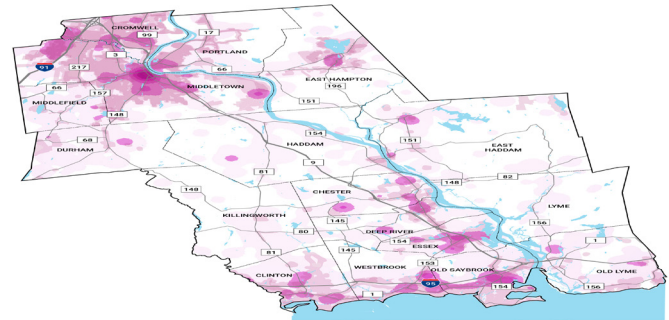 CROMWELL
99
17
3
PORTLAND
91
217
66
66
EAST HAMPTON
196
157
MIDDLETOWN
MIDDLEFIELD
151
148
154
68
151
DURHAM
HADDAM
EAST
HADDAM
9
81
82
148
148
CHESTER
LYME
KILLINGWORTH
145
156
80
DEEP RIVER
154
1
ESSEX
145
81
153
WESTBROOK
OLD SAYBROOK
OLD LYME
CLINTON
95
154
156
1